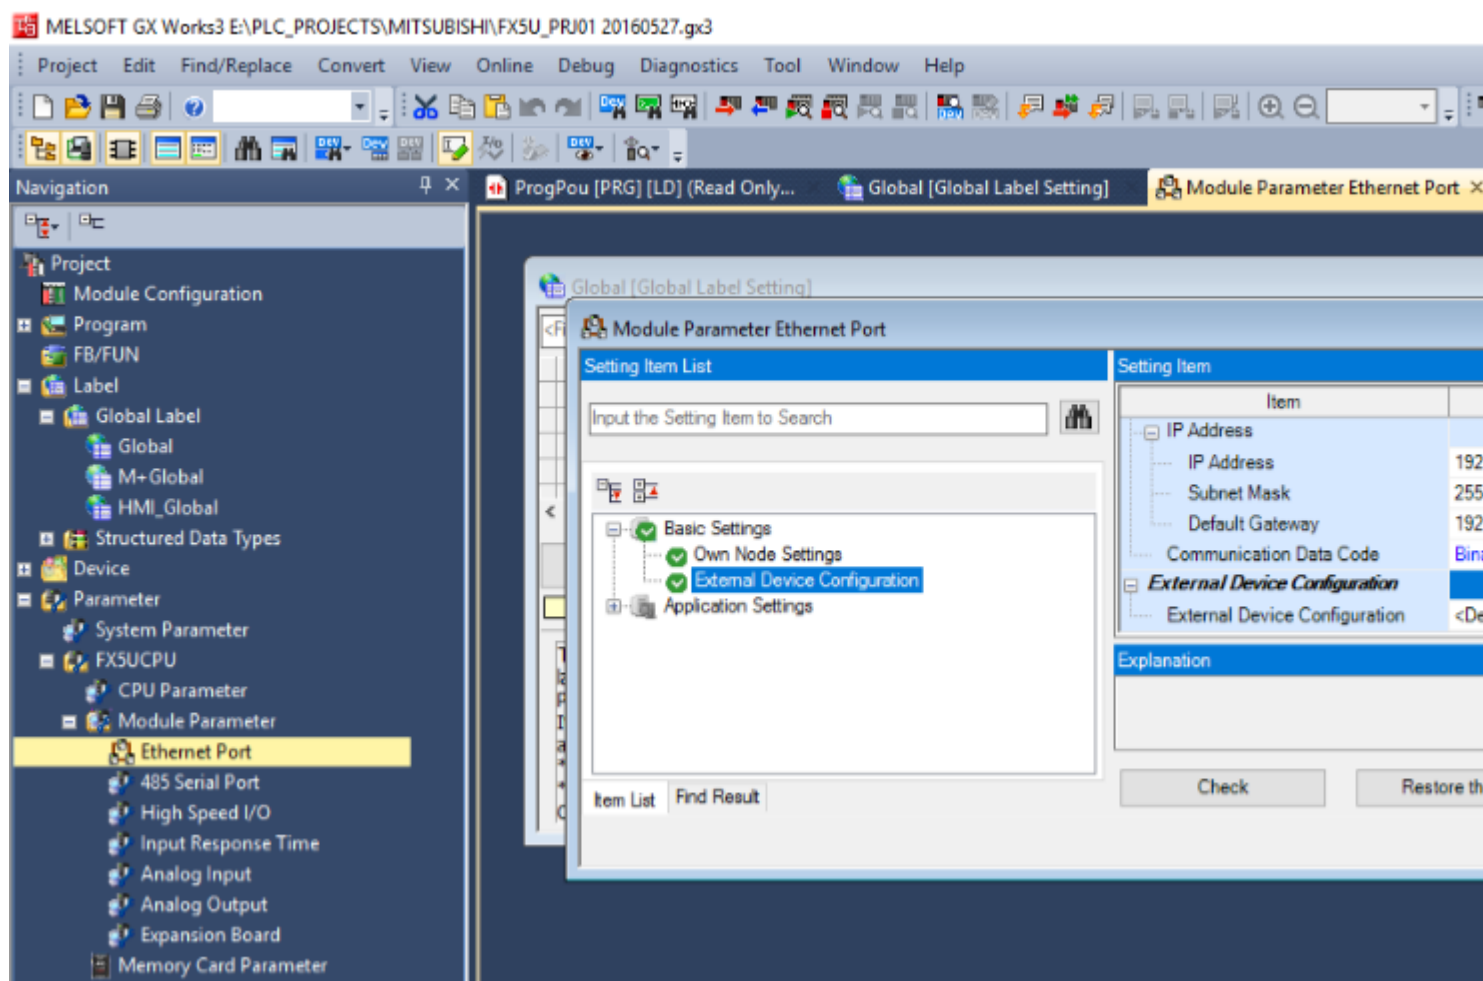 MELSOFT GX Works3 E:\PLC_PROJECTS\MITSUBISHI\FX5U_PRJ01 20160527.gx3
Project Edit Find/Replace Convert View Online Debug Diagnostics Tool Window Help
Navigation
ProgPou [PRG] [LD] (Read Only...
Global [Global Label Setting]
Module Parameter Ethernet Port
Project
Module Configuration
Program
FB/FUN
Label
Global Label
Global
M+Global
HMI_Global
Structured Data Types
Device
Parameter
System Parameter
FX5UCPU
CPU Parameter
Module Parameter
Ethernet Port
485 Serial Port
High Speed I/O
Input Response Time
Analog Input
Analog Output
Expansion Board
Memory Card Parameter
Global [Global Label Setting]
<Fi
Module Parameter Ethernet Port
Setting Item List
Input the Setting Item to Search
Basic Settings
Own Node Settings
External Device Configuration
Application Settings
Item List
Find Result
Setting Item
Item
IP Address
IP Address 192
Subnet Mask 255
Default Gateway 192
Communication Data Code Bin
External Device Configuration
External Device Configuration <De
Explanation
Check
Restore th